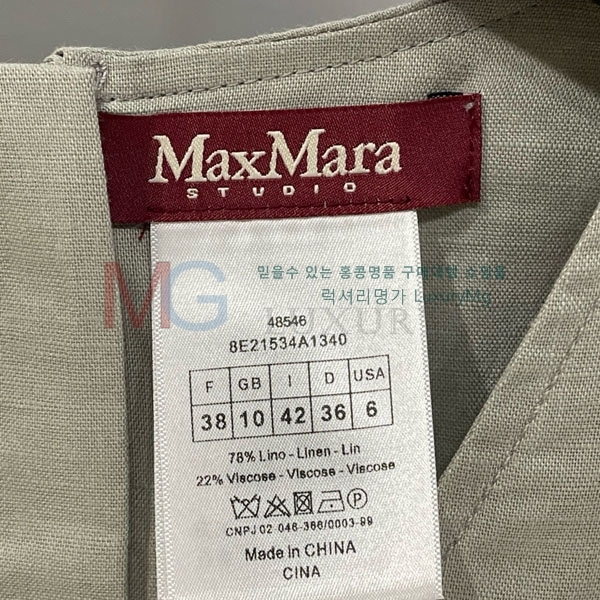 MaxMara
STUDIO
MG
믿을수 있는 홍콩명품 구매대행 쇼핑몰
럭셔리명가 LuxuryMg
LUXUR
48546
8E21534A1340
F GB I D USA
38 10 42 36 6
78% Lino - Linen - Lin
22% Viscose - Viscose - Viscose
CNPJ 02-046-366/0003-99
Made in CHINA
CINA